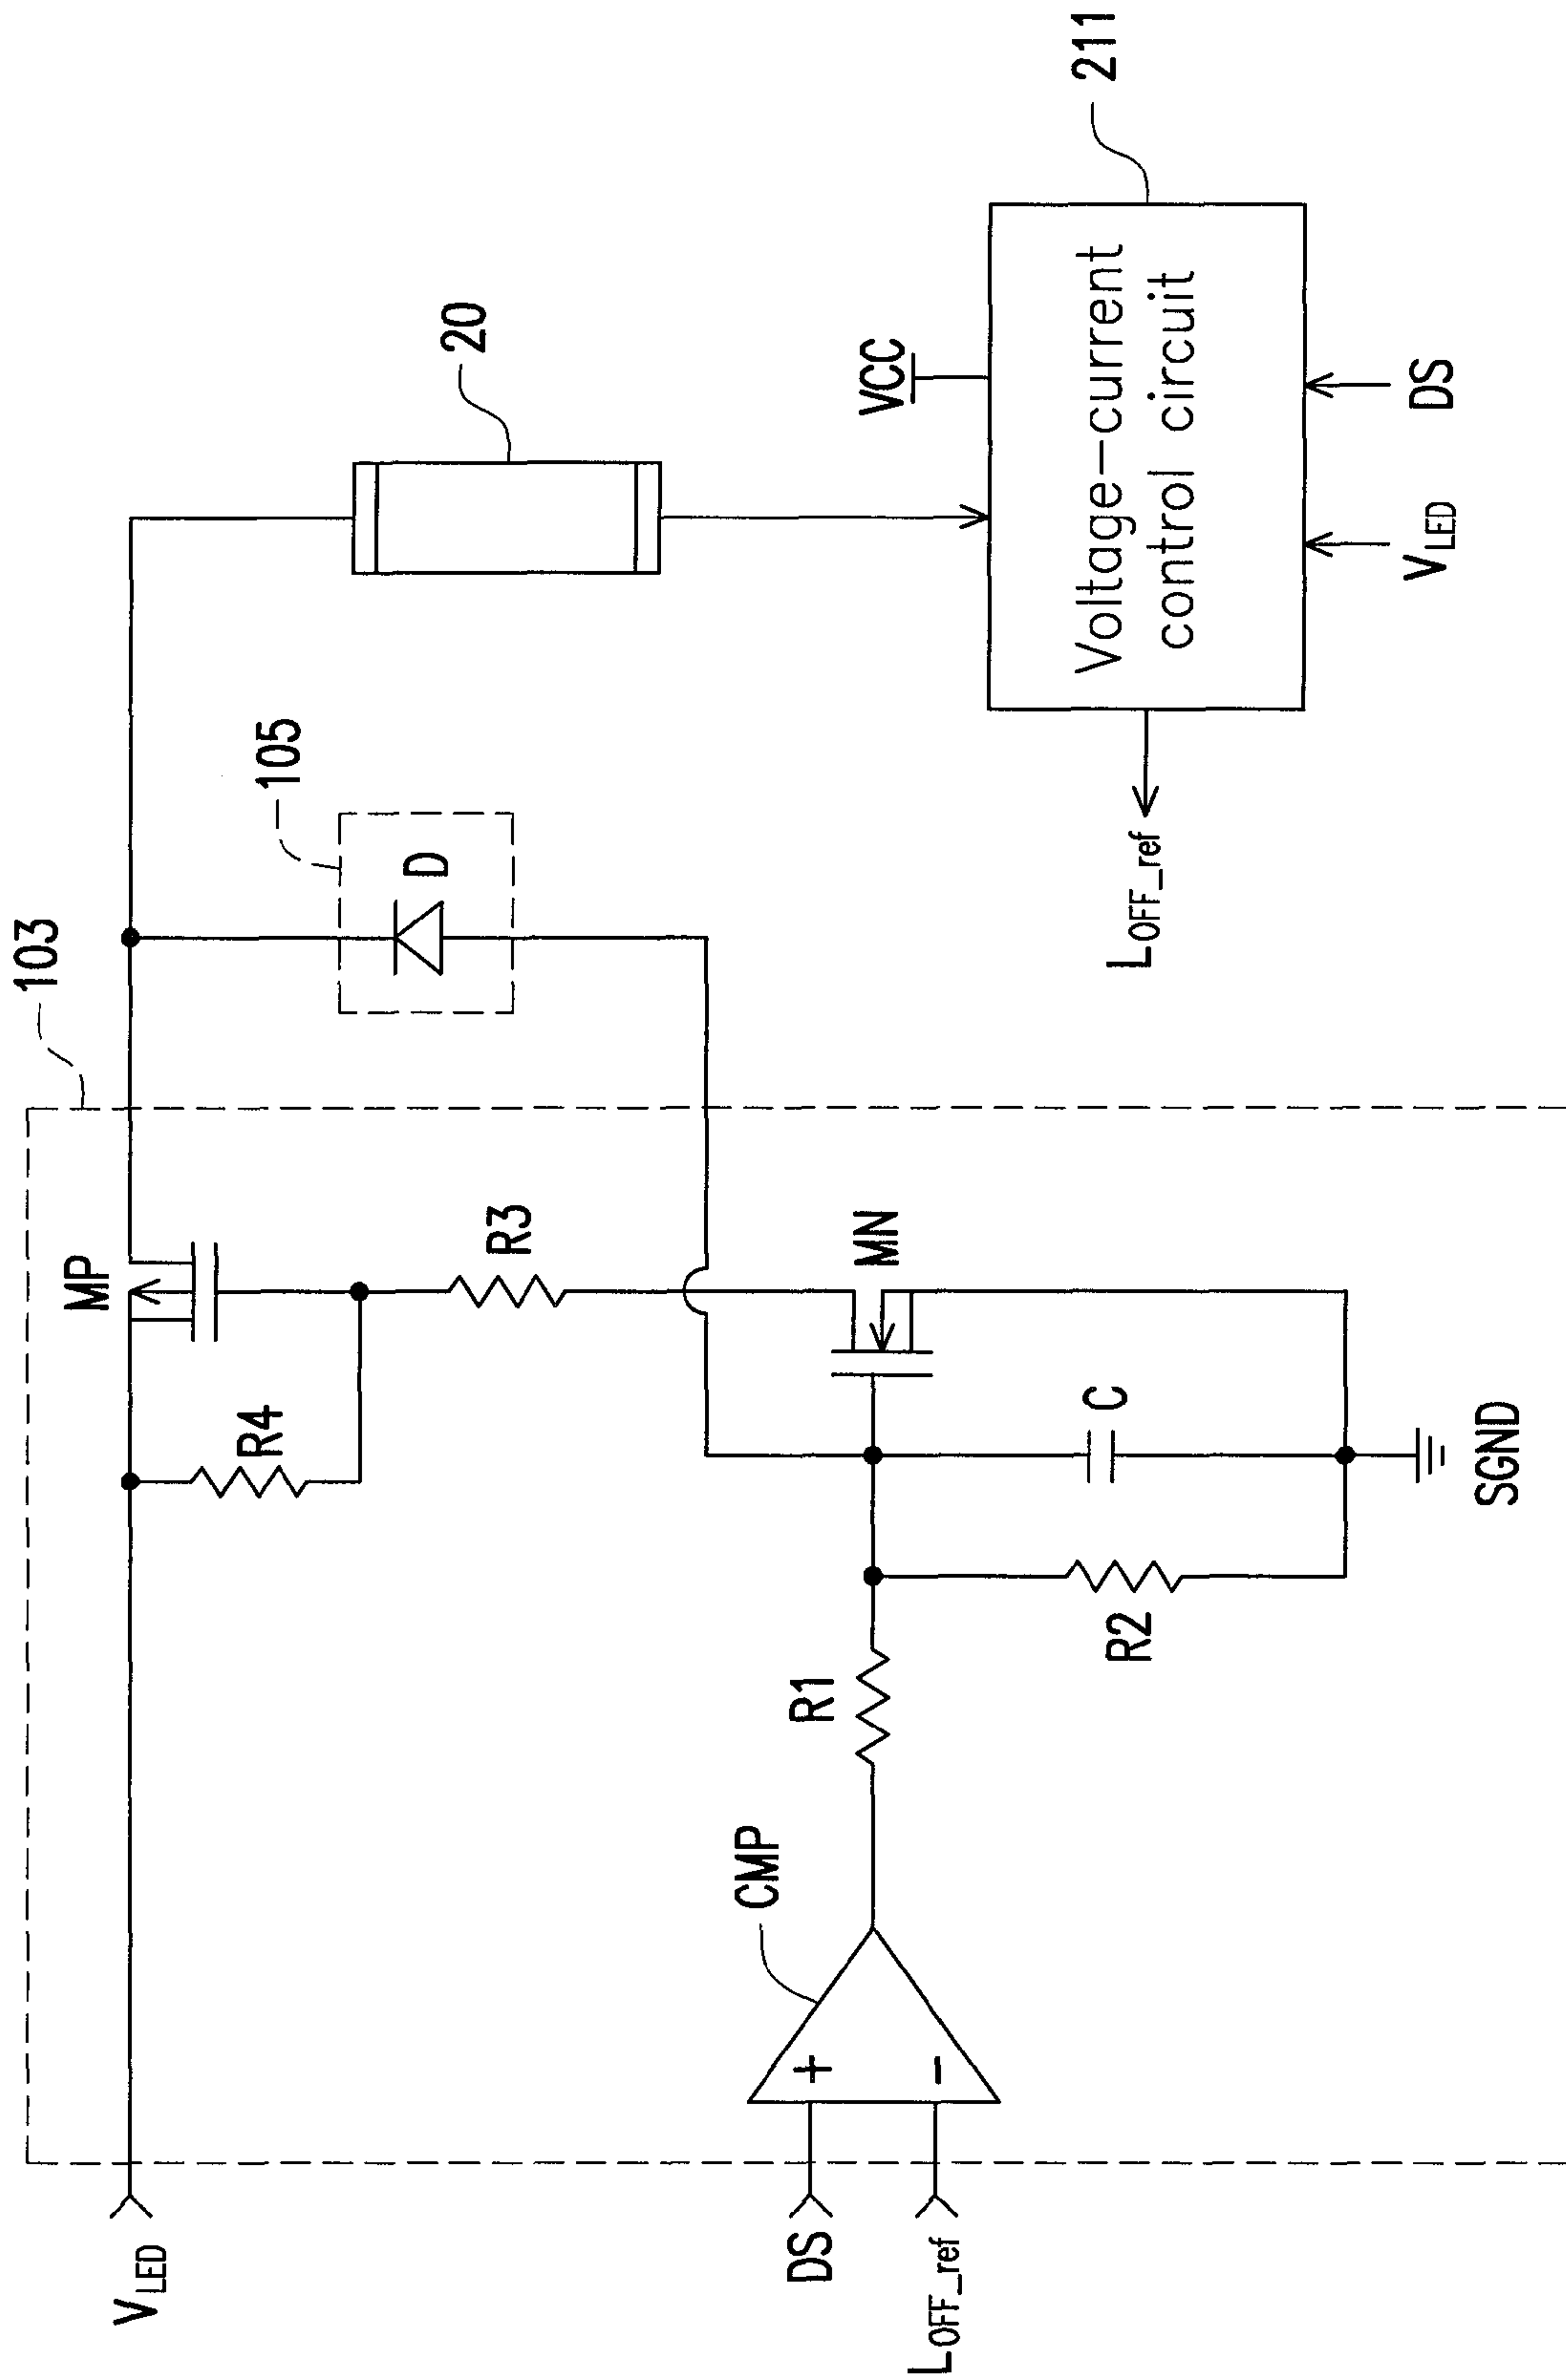 103
MP
R4
R3
105
D
20
VLED
CMP
R1
MN
VCC
DS
+
LOFF_ref
−
R2
C
SGND
LOFF_ref
Voltage-current
control circuit
211
VLED
DS